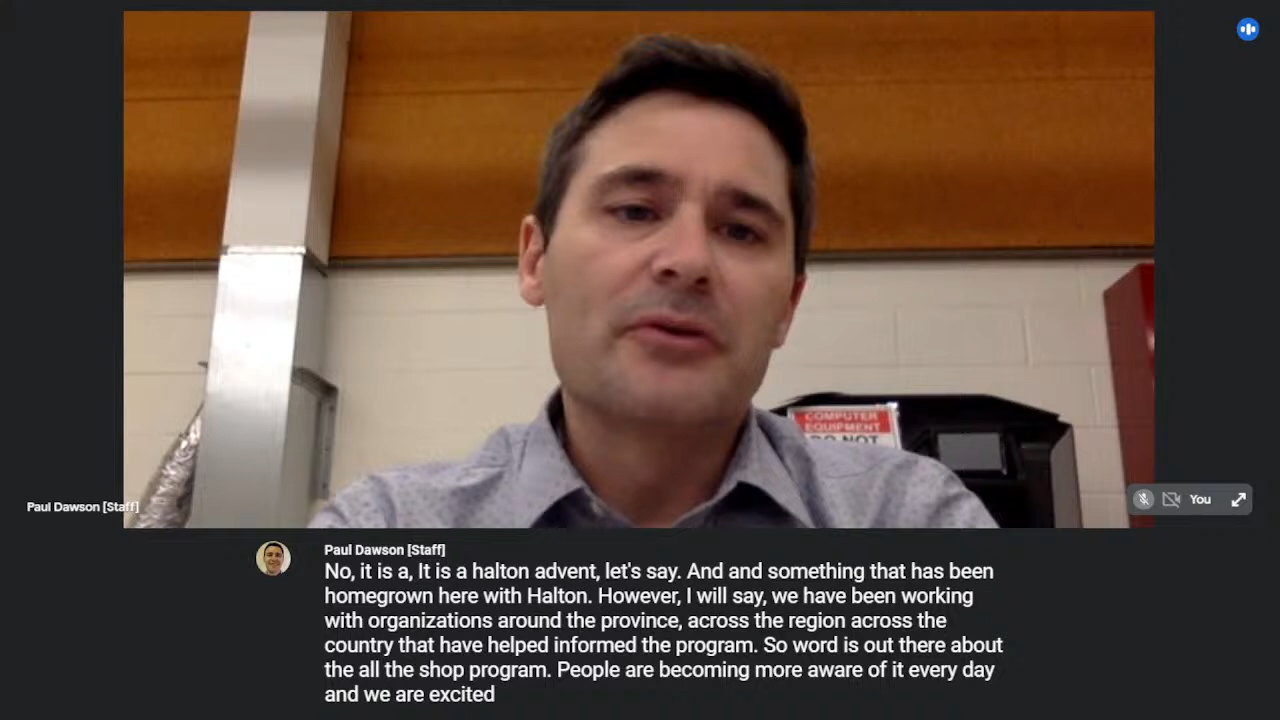 COMPUTER
EQUIPMENT
DO NOT
You
Paul Dawson [Staff]
Paul Dawson [Staff]
No, it is a, It is a halton advent, let's say. And and something that has been
homegrown here with Halton. However, I will say, we have been working
with organizations around the province, across the region across the
country that have helped informed the program. So word is out there about
the all the shop program. People are becoming more aware of it every day
and we are excited